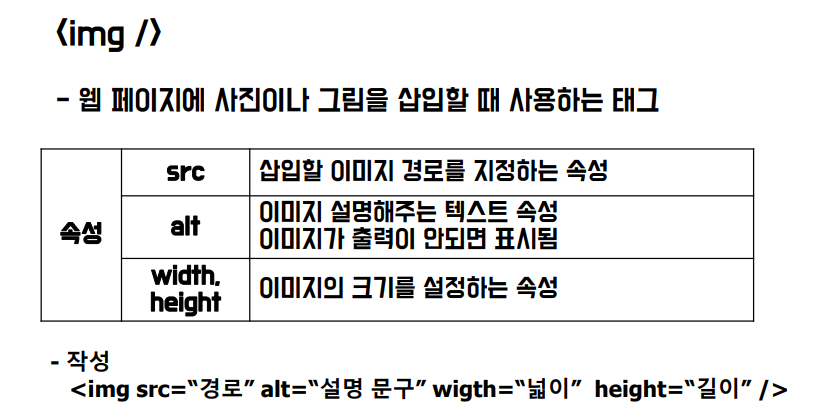 <img />
- 웹 페이지에 사진이나 그림을 삽입할 때 사용하는 태그
속성
src
삽입할 이미지 경로를 지정하는 속성
alt
이미지 설명해주는 텍스트 속성
이미지가 출력이 안되면 표시됨
width,
height
이미지의 크기를 설정하는 속성
- 작성
<img src=“경로” alt=“설명 문구” wigth=“넓이” height=“길이” />